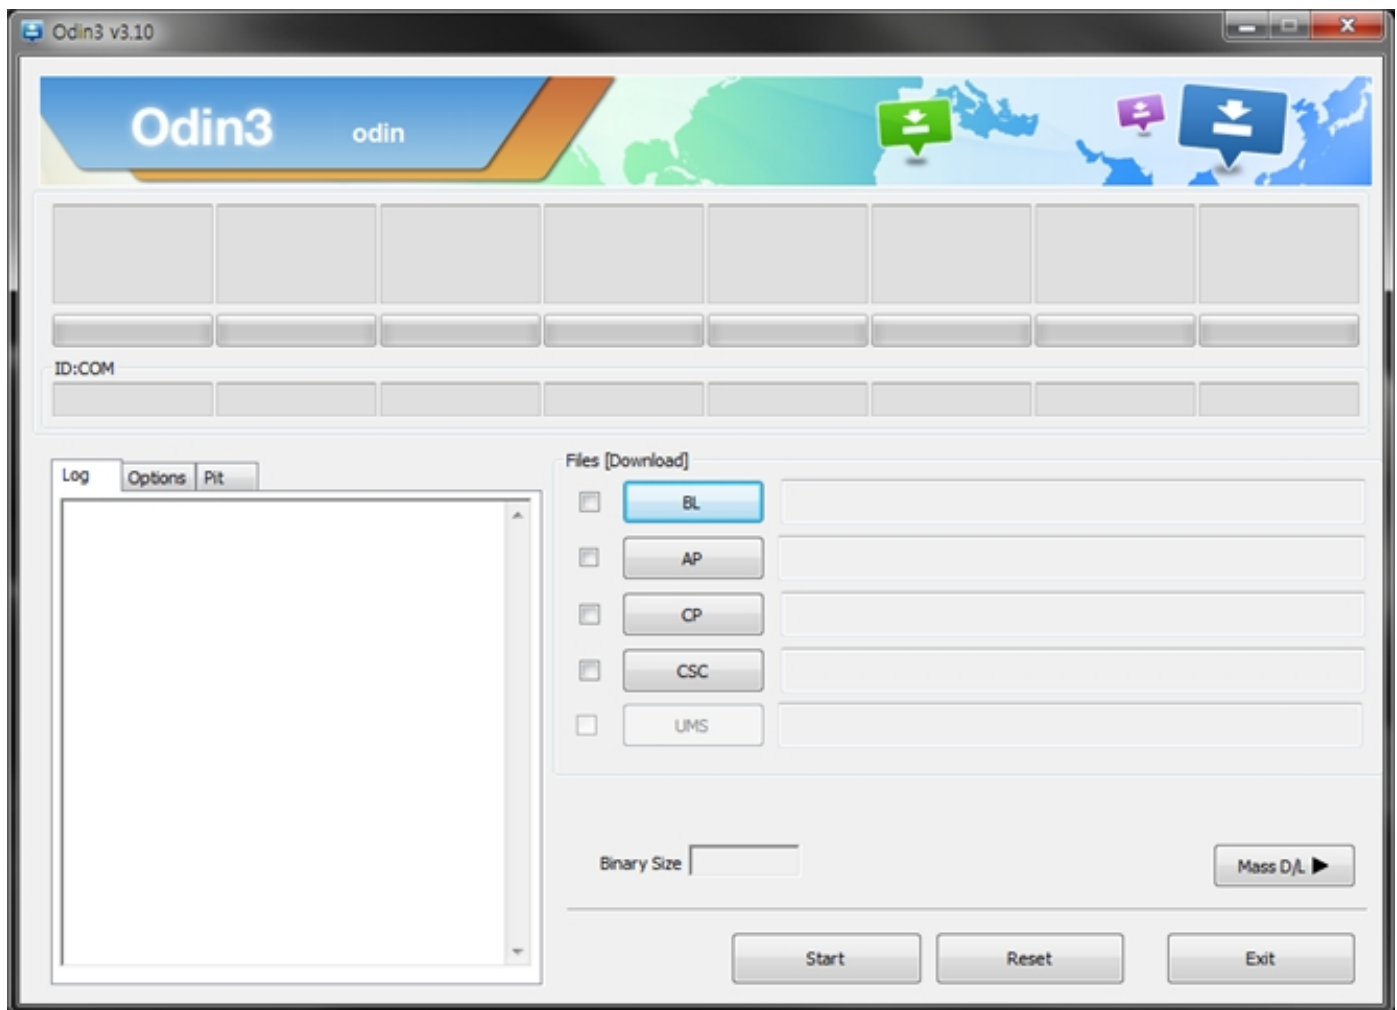 Odin3 v3.10
Odin3 odin
ID:COM
Log Options Pit
Files [Download]
BL
AP
CP
CSC
UMS
Binary Size
Mass D/L ►
Start Reset Exit